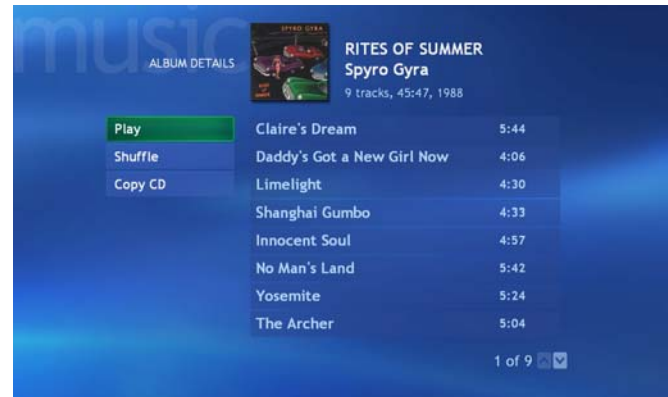 music
ALBUM DETAILS
SPYRO GYRA
RITES OF SUMMER
Spyro Gyra
9 tracks, 45:47, 1988
Play
Shuffle
Copy CD
Claire's Dream 5:44
Daddy's Got a New Girl Now 4:06
Limelight 4:30
Shanghai Gumbo 4:33
Innocent Soul 4:57
No Man's Land 5:42
Yosemite 5:24
The Archer 5:04
1 of 9